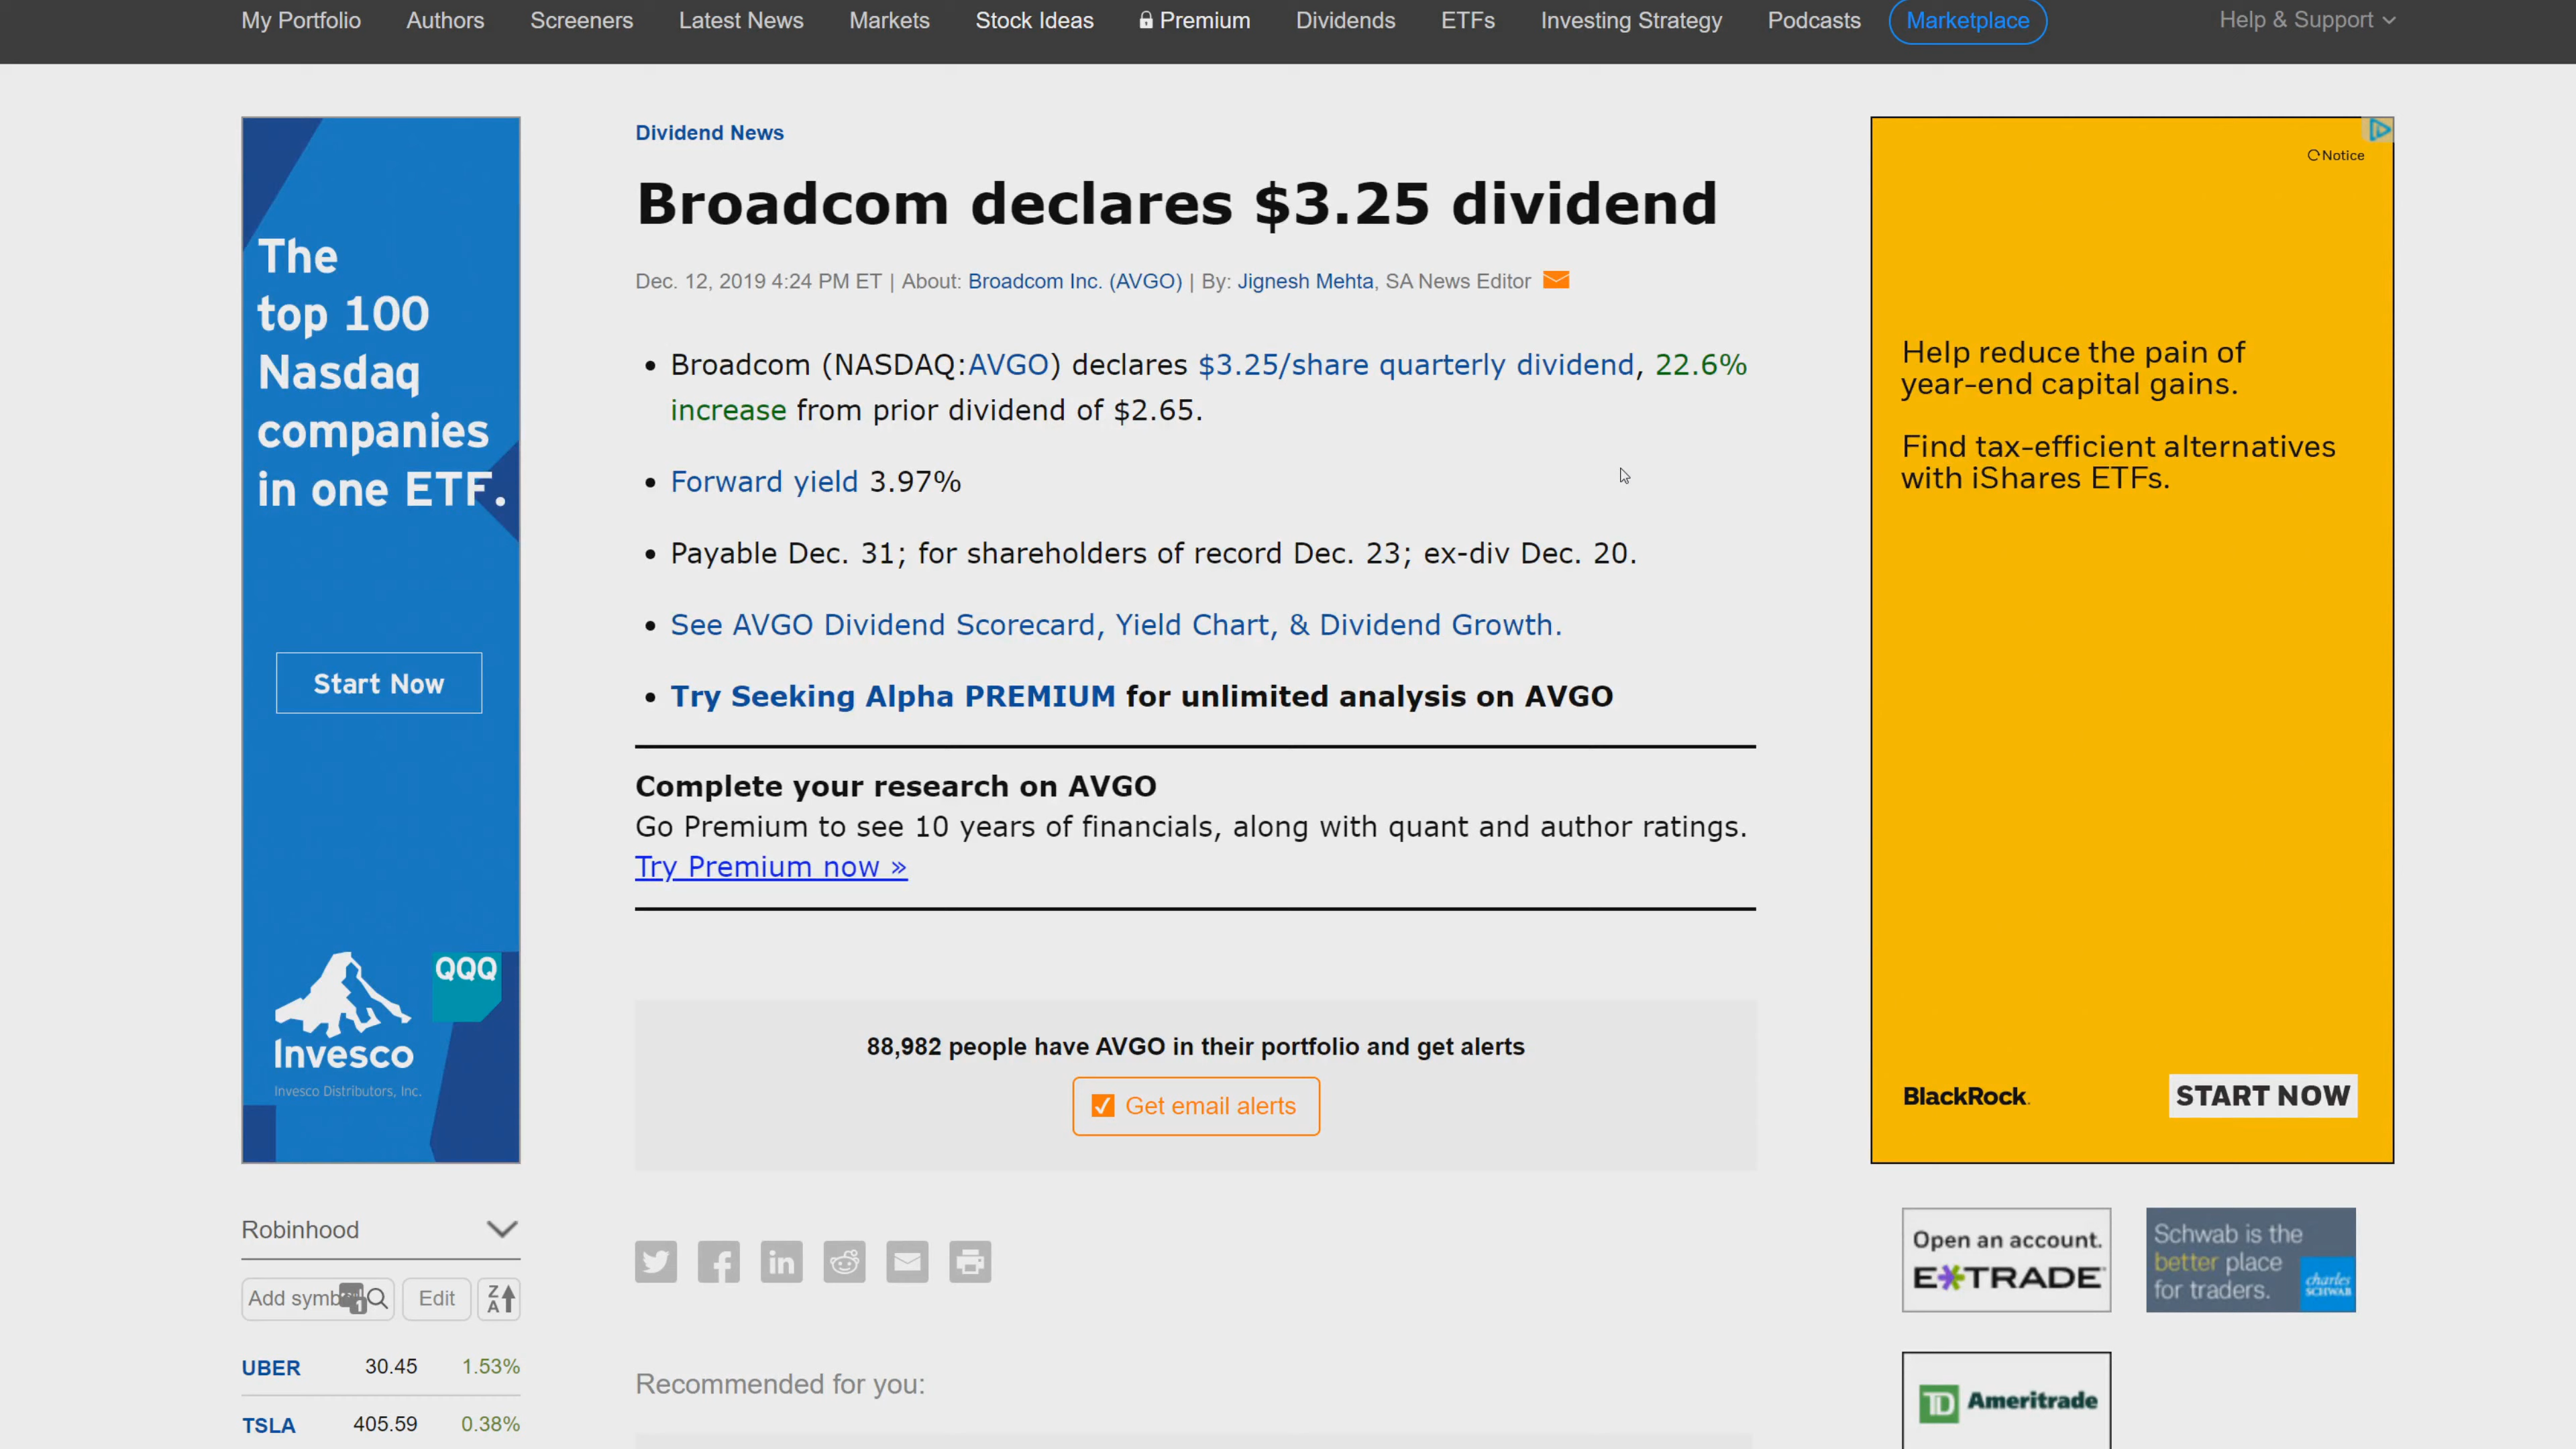 My Portfolio Authors Screeners Latest News Markets Stock Ideas Premium Dividends ETFs Investing Strategy Podcasts Marketplace Help & Support
The
top 100
Nasdaq
companies
in one ETF.
Start Now
QQQ
Invesco
Invesco Distributors, Inc.
Robinhood
Add symb
Edit
Z
A
UBER 30.45 1.53%
TSLA 405.59 0.38%
Dividend News
Broadcom declares $3.25 dividend
Dec. 12, 2019 4:24 PM ET | About: Broadcom Inc. (AVGO) | By: Jignesh Mehta, SA News Editor
• Broadcom (NASDAQ:AVGO) declares $3.25/share quarterly dividend, 22.6%
increase from prior dividend of $2.65.
• Forward yield 3.97%
• Payable Dec. 31; for shareholders of record Dec. 23; ex-div Dec. 20.
• See AVGO Dividend Scorecard, Yield Chart, & Dividend Growth.
• Try Seeking Alpha PREMIUM for unlimited analysis on AVGO
Complete your research on AVGO
Go Premium to see 10 years of financials, along with quant and author ratings.
Try Premium now »
88,982 people have AVGO in their portfolio and get alerts
Get email alerts
Recommended for you:
Notice
Help reduce the pain of
year-end capital gains.
Find tax-efficient alternatives
with iShares ETFs.
BlackRock.
START NOW
Open an account.
E*TRADE
Schwab is the
better place
for traders.
charles
SCHWAB
TD Ameritrade